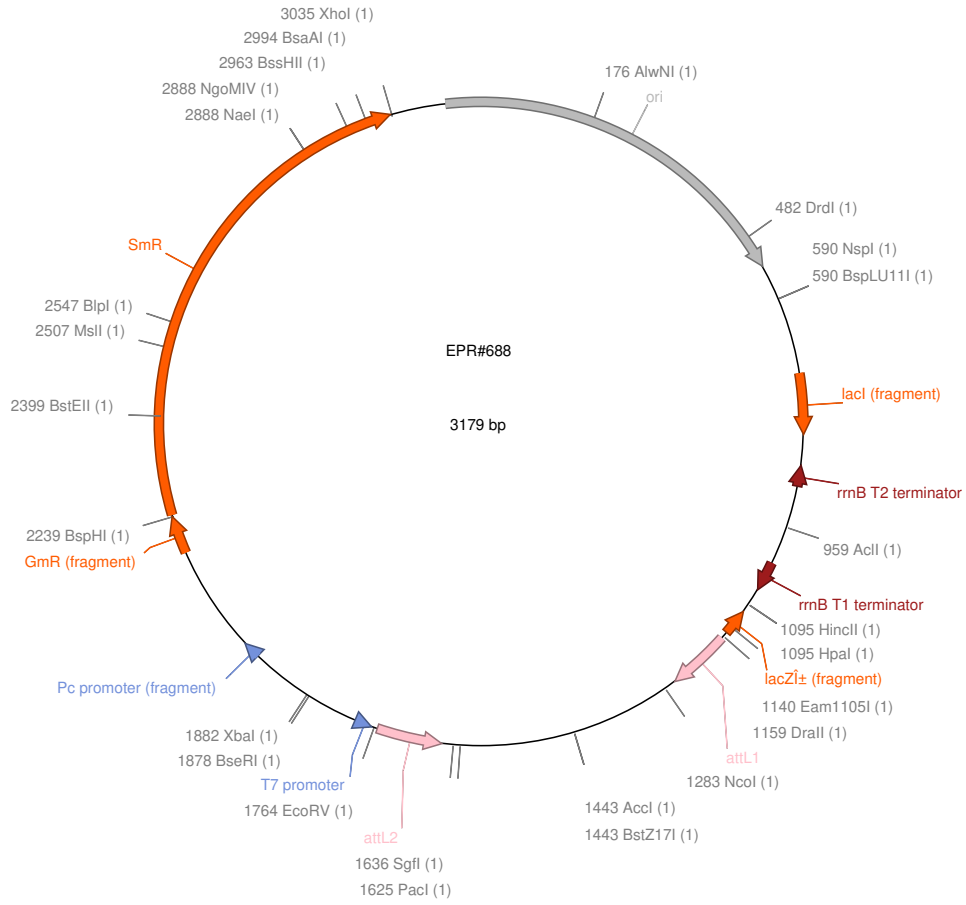 3035 XhoI (1)
2994 BsaAI (1)
2963 BssHII (1)
2888 NgoMIV (1)
2888 NaeI (1)
176 AlwNI (1)
ori
482 DrdI (1)
590 NspI (1)
590 BspLU11I (1)
SmR
2547 BlpI (1)
2507 MslI (1)
2399 BstEII (1)
EPR#688
3179 bp
lacI (fragment)
rrnB T2 terminator
2239 BspHI (1)
GmR (fragment)
959 AclI (1)
rrnB T1 terminator
1095 HincII (1)
1095 HpaI (1)
lacZÎ± (fragment)
Pc promoter (fragment)
1140 Eam1105I (1)
1159 DraII (1)
1882 XbaI (1)
1878 BseRI (1)
attL1
T7 promoter
1283 NcoI (1)
1764 EcoRV (1)
1443 AccI (1)
attL2
1443 BstZ17I (1)
1636 SgfI (1)
1625 PacI (1)